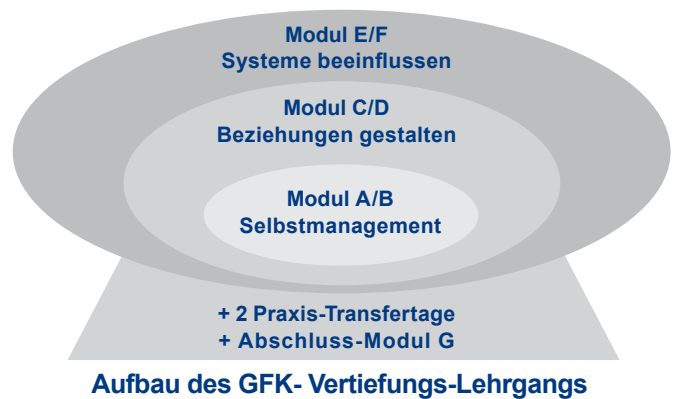 Modul E/F
Systeme beeinflussen
Modul C/D
Beziehungen gestalten
Modul A/B
Selbstmanagement
+ 2 Praxis-Transfertage
+ Abschluss-Modul G
Aufbau des GFK- Vertiefungs-Lehrgangs